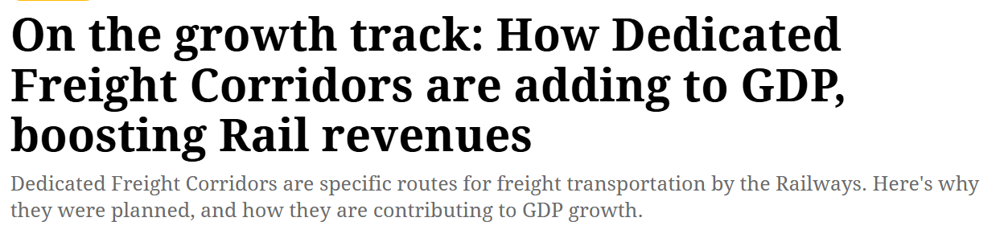 On the growth track: How Dedicated
Freight Corridors are adding to GDP,
boosting Rail revenues
Dedicated Freight Corridors are specific routes for freight transportation by the Railways. Here's why
they were planned, and how they are contributing to GDP growth.